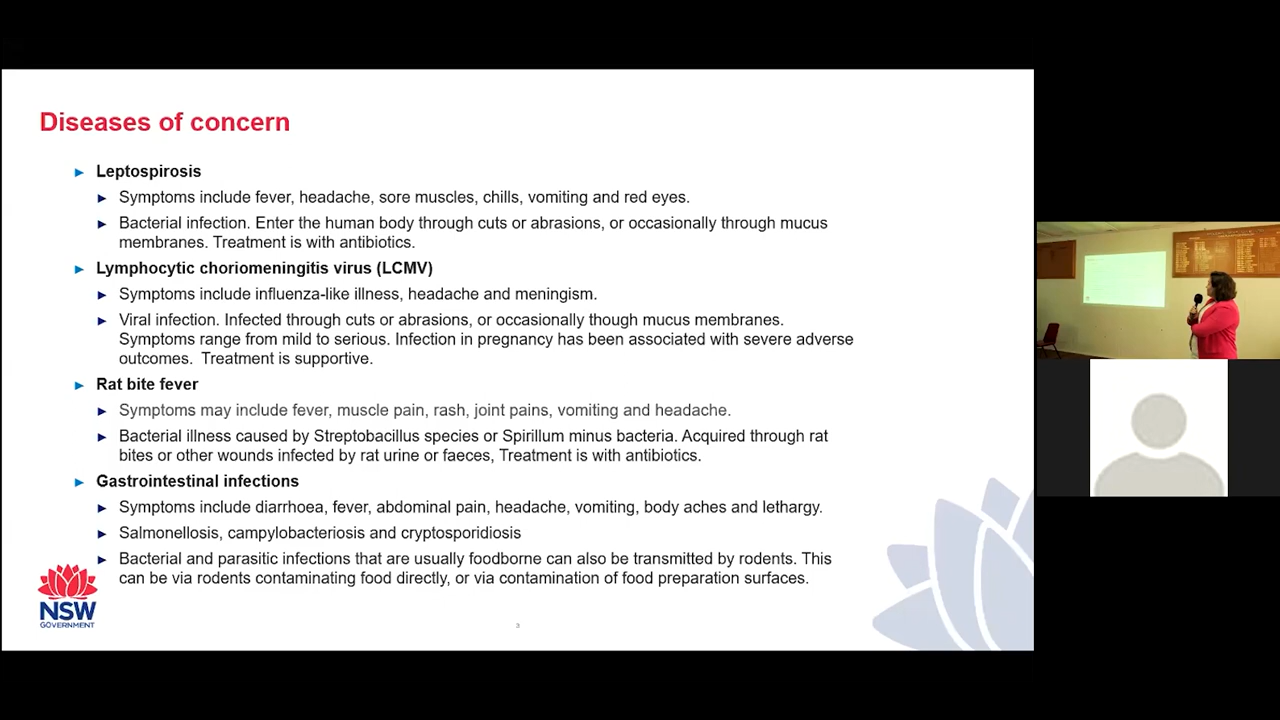 Diseases of concern
Leptospirosis
Symptoms include fever, headache, sore muscles, chills, vomiting and red eyes.
Bacterial infection. Enter the human body through cuts or abrasions, or occasionally through mucus
membranes. Treatment is with antibiotics.
Lymphocytic choriomeningitis virus (LCMV)
Symptoms include influenza-like illness, headache and meningism.
Viral infection. Infected through cuts or abrasions, or occasionally though mucus membranes.
Symptoms range from mild to serious. Infection in pregnancy has been associated with severe adverse
outcomes.  Treatment is supportive.
Rat bite fever
Symptoms may include fever, muscle pain, rash, joint pains, vomiting and headache.
Bacterial illness caused by Streptobacillus species or Spirillum minus bacteria. Acquired through rat
bites or other wounds infected by rat urine or faeces, Treatment is with antibiotics.
Gastrointestinal infections
Symptoms include diarrhoea, fever, abdominal pain, headache, vomiting, body aches and lethargy.
Salmonellosis, campylobacteriosis and cryptosporidiosis
Bacterial and parasitic infections that are usually foodborne can also be transmitted by rodents. This
can be via rodents contaminating food directly, or via contamination of food preparation surfaces.
NSW
GOVERNMENT
3